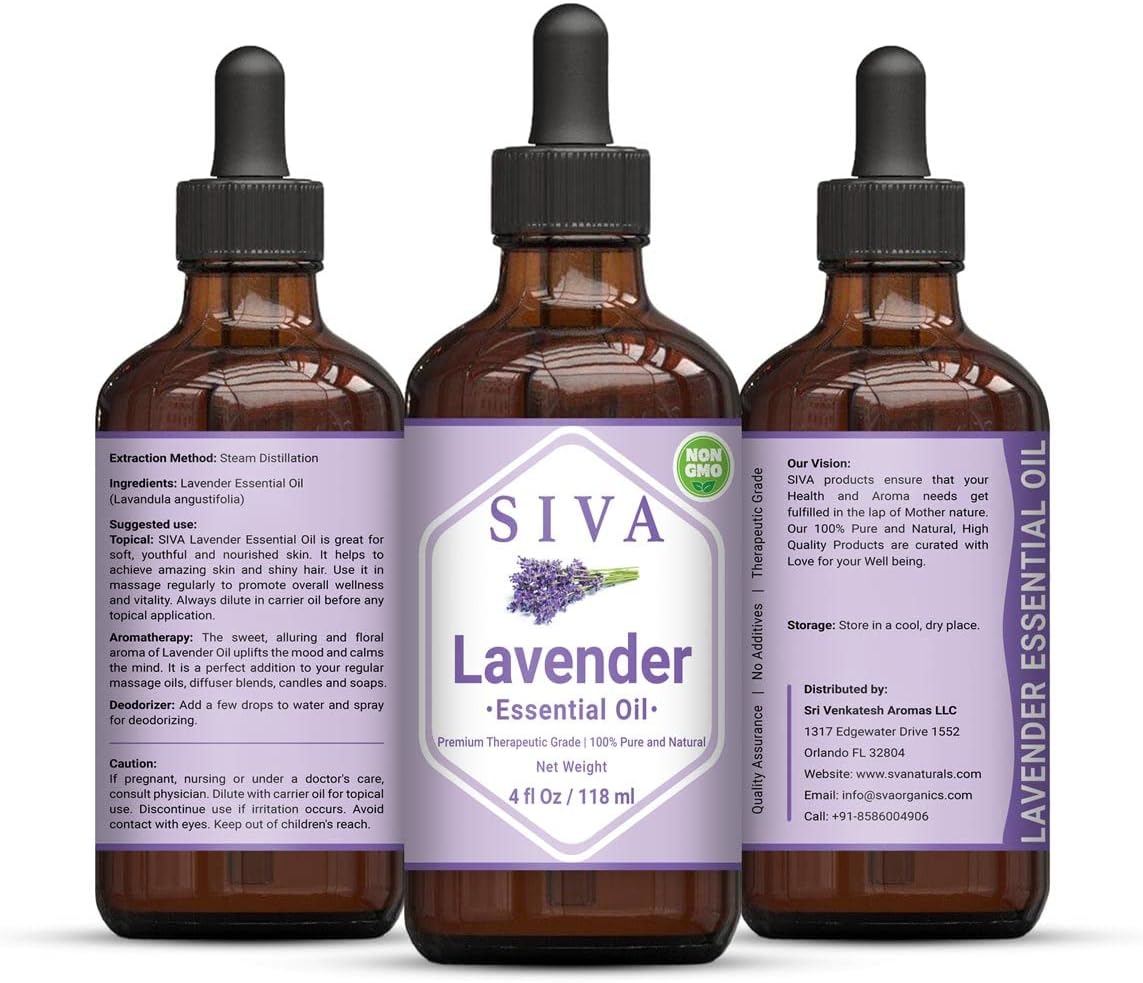 Extraction Method: Steam Distillation
Ingredients: Lavender Essential Oil
(Lavandula angustifolia)
Suggested use:
Topical: SIVA Lavender Essential Oil is great for
soft, youthful and nourished skin. It helps to
achieve amazing skin and shiny hair. Use it in
massage regularly to promote overall wellness
and vitality. Always dilute in carrier oil before any
topical application.
Aromatherapy: The sweet, alluring and floral
aroma of Lavender Oil uplifts the mood and calms
the mind. It is a perfect addition to your regular
massage oils, diffuser blends, candles and soaps.
Deodorizer: Add a few drops to water and spray
for deodorizing.
Caution:
If pregnant, nursing or under a doctor's care,
consult physician. Dilute with carrier oil for topical
use. Discontinue use if irritation occurs. Avoid
contact with eyes. Keep out of children's reach.
NON
GMO
SIVA
Lavender
•Essential Oil•
Premium Therapeutic Grade | 100% Pure and Natural
Net Weight
4 fl Oz / 118 ml
Quality Assurance | No Additives | Therapeutic Grade
Our Vision:
SIVA products ensure that your
Health and Aroma needs get
fulfilled in the lap of Mother nature.
Our 100% Pure and Natural, High
Quality Products are curated with
Love for your Well being.
Storage: Store in a cool, dry place.
Distributed by:
Sri Venkatesh Aromas LLC
1317 Edgewater Drive 1552
Orlando FL 32804
Website: www.svanaturals.com
Email: info@svaorganics.com
Call: +91-8586004906
LAVENDER ESSENTIAL OIL